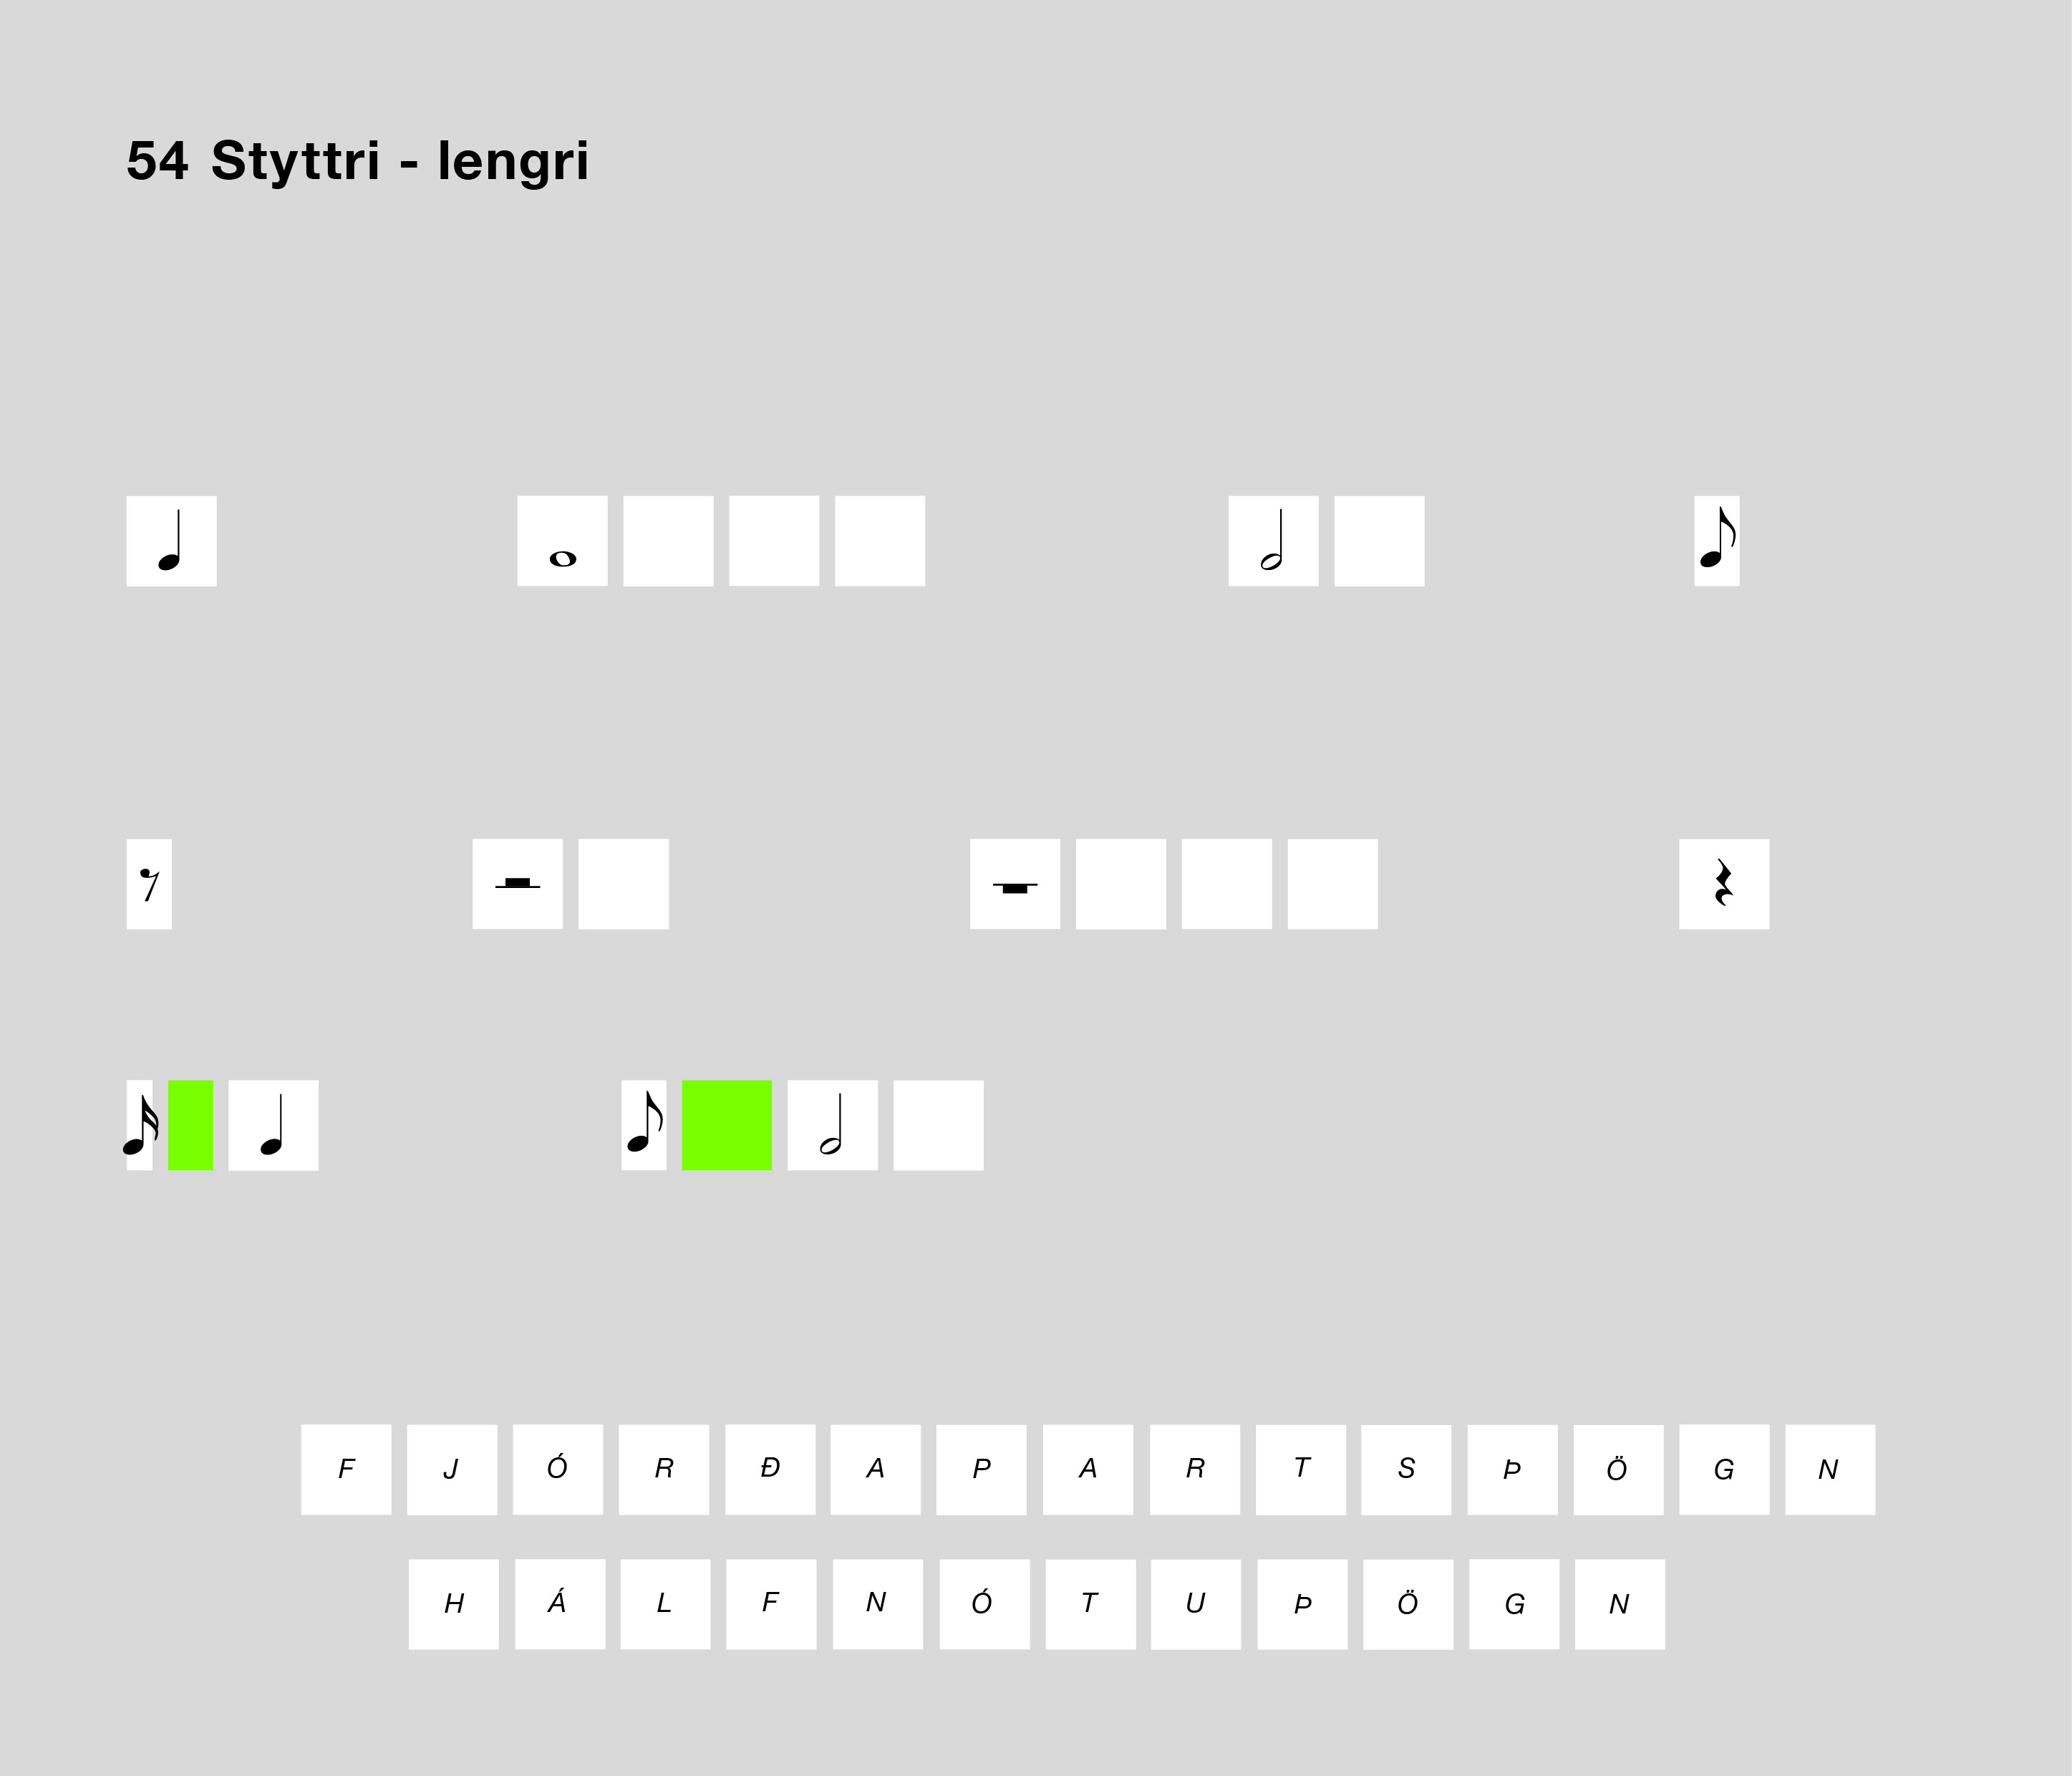 54 Styttri - lengri
F J Ó R Ð A P A R T S Þ Ö G N
H Á L F N Ó T U Þ Ö G N